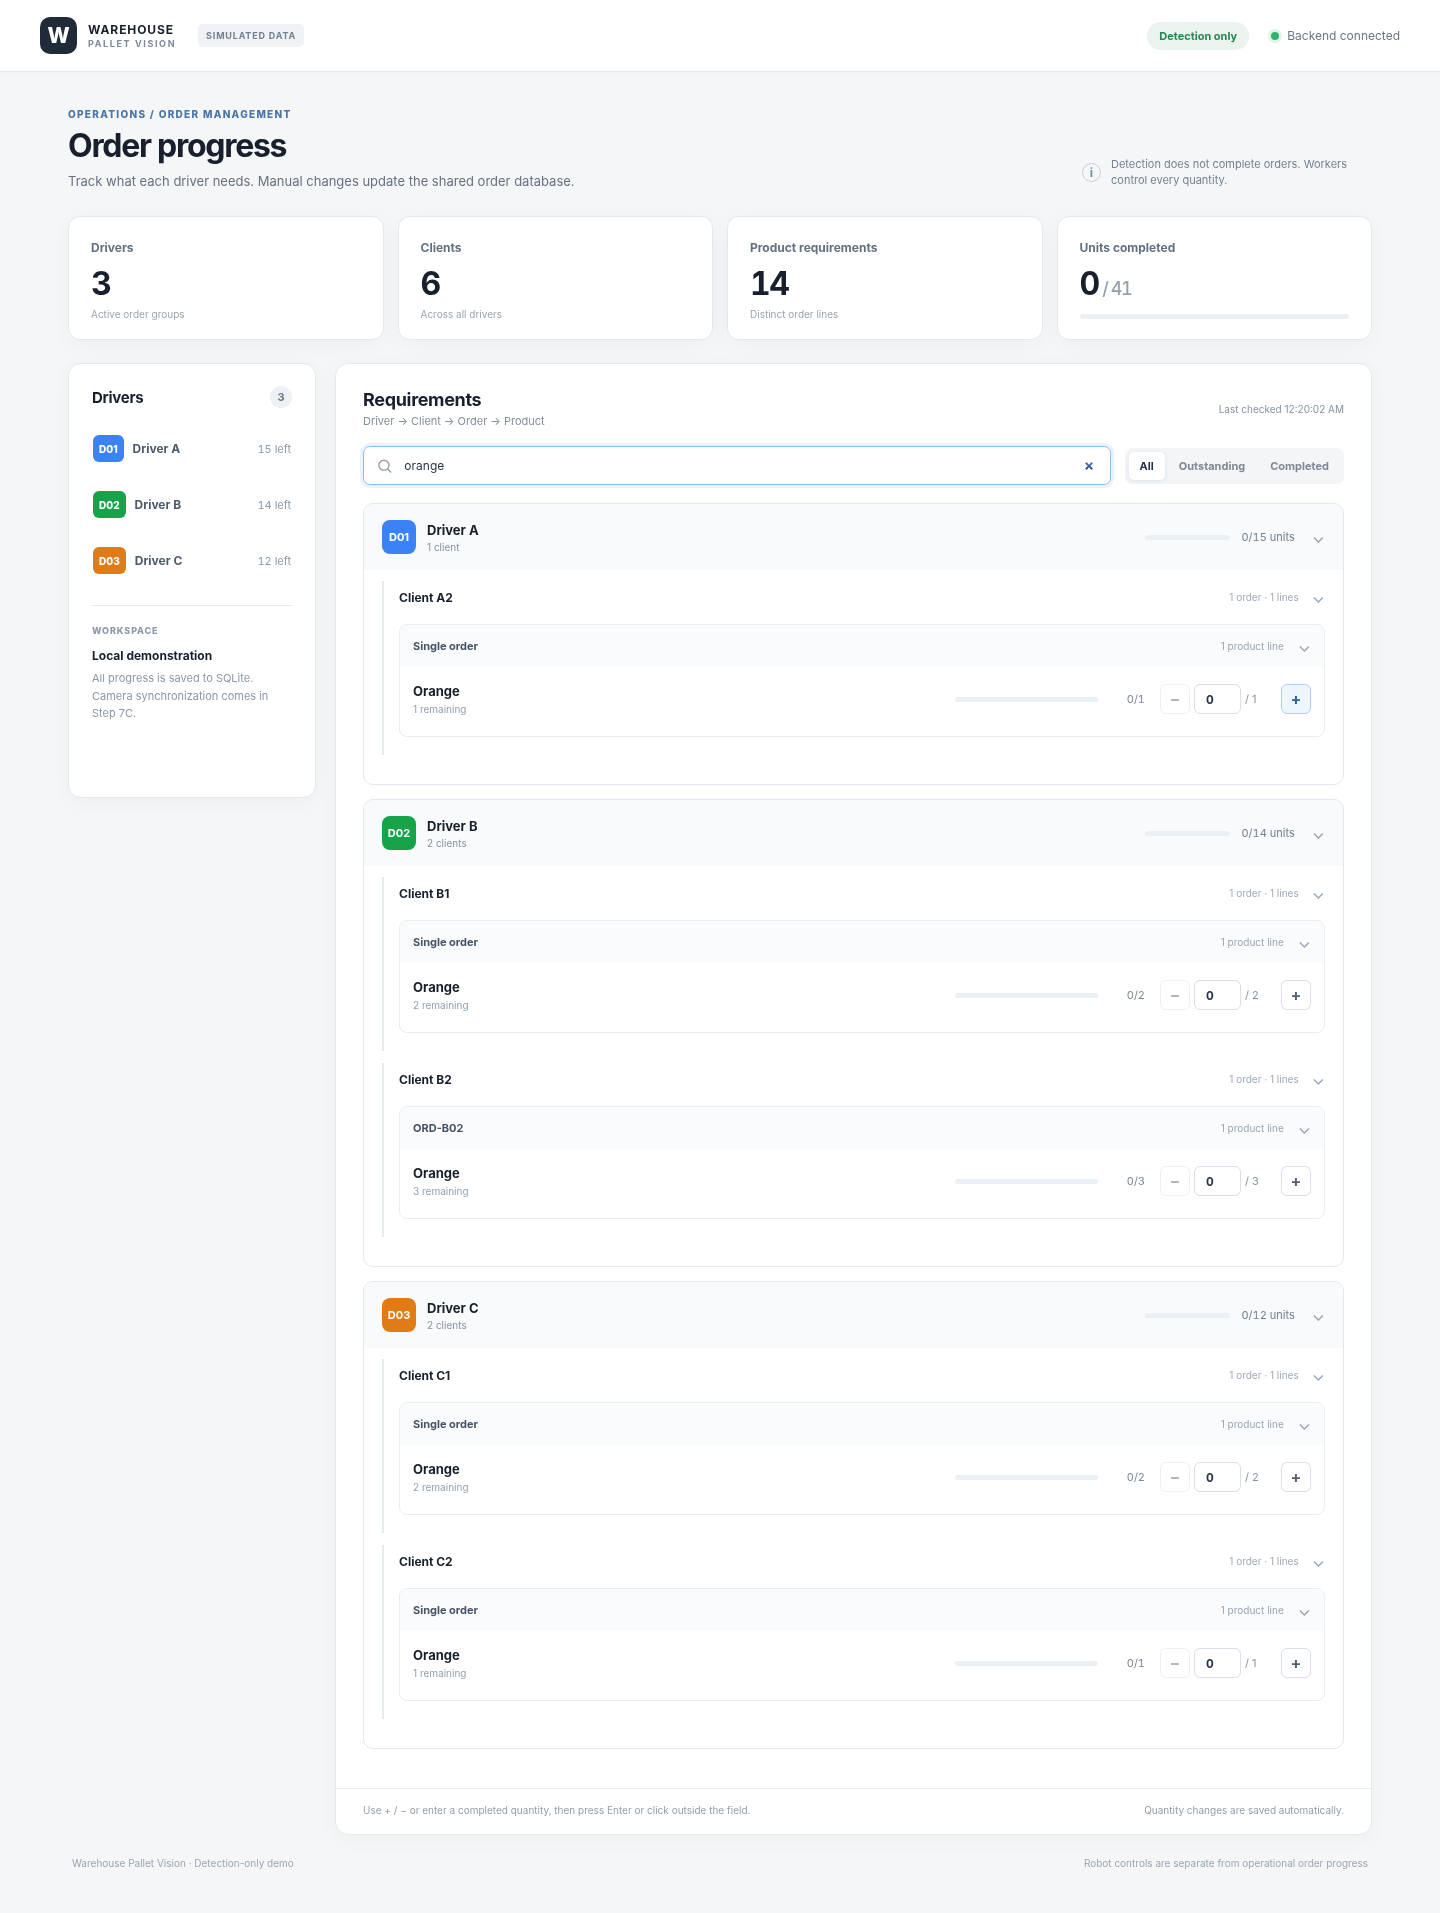 W
WAREHOUSE
PALLET VISION
SIMULATED DATA
Detection only
Backend connected
OPERATIONS / ORDER MANAGEMENT
Order progress
Track what each driver needs. Manual changes update the shared order database.
i
Detection does not complete orders. Workers
control every quantity.
Drivers
3
Active order groups
Clients
6
Across all drivers
Product requirements
14
Distinct order lines
Units completed
0 / 41
Drivers
3
D01 Driver A 15 left
D02 Driver B 14 left
D03 Driver C 12 left
WORKSPACE
Local demonstration
All progress is saved to SQLite.
Camera synchronization comes in
Step 7C.
Requirements
Driver → Client → Order → Product
Last checked 12:20:02 AM
orange ×
All Outstanding Completed
D01
Driver A
1 client
0/15 units
Client A2
1 order · 1 lines
Single order
1 product line
Orange
1 remaining
0/1 − 0 / 1 +
D02
Driver B
2 clients
0/14 units
Client B1
1 order · 1 lines
Single order
1 product line
Orange
2 remaining
0/2 − 0 / 2 +
Client B2
1 order · 1 lines
ORD-B02
1 product line
Orange
3 remaining
0/3 − 0 / 3 +
D03
Driver C
2 clients
0/12 units
Client C1
1 order · 1 lines
Single order
1 product line
Orange
2 remaining
0/2 − 0 / 2 +
Client C2
1 order · 1 lines
Single order
1 product line
Orange
1 remaining
0/1 − 0 / 1 +
Use + / − or enter a completed quantity, then press Enter or click outside the field.
Quantity changes are saved automatically.
Warehouse Pallet Vision · Detection-only demo
Robot controls are separate from operational order progress